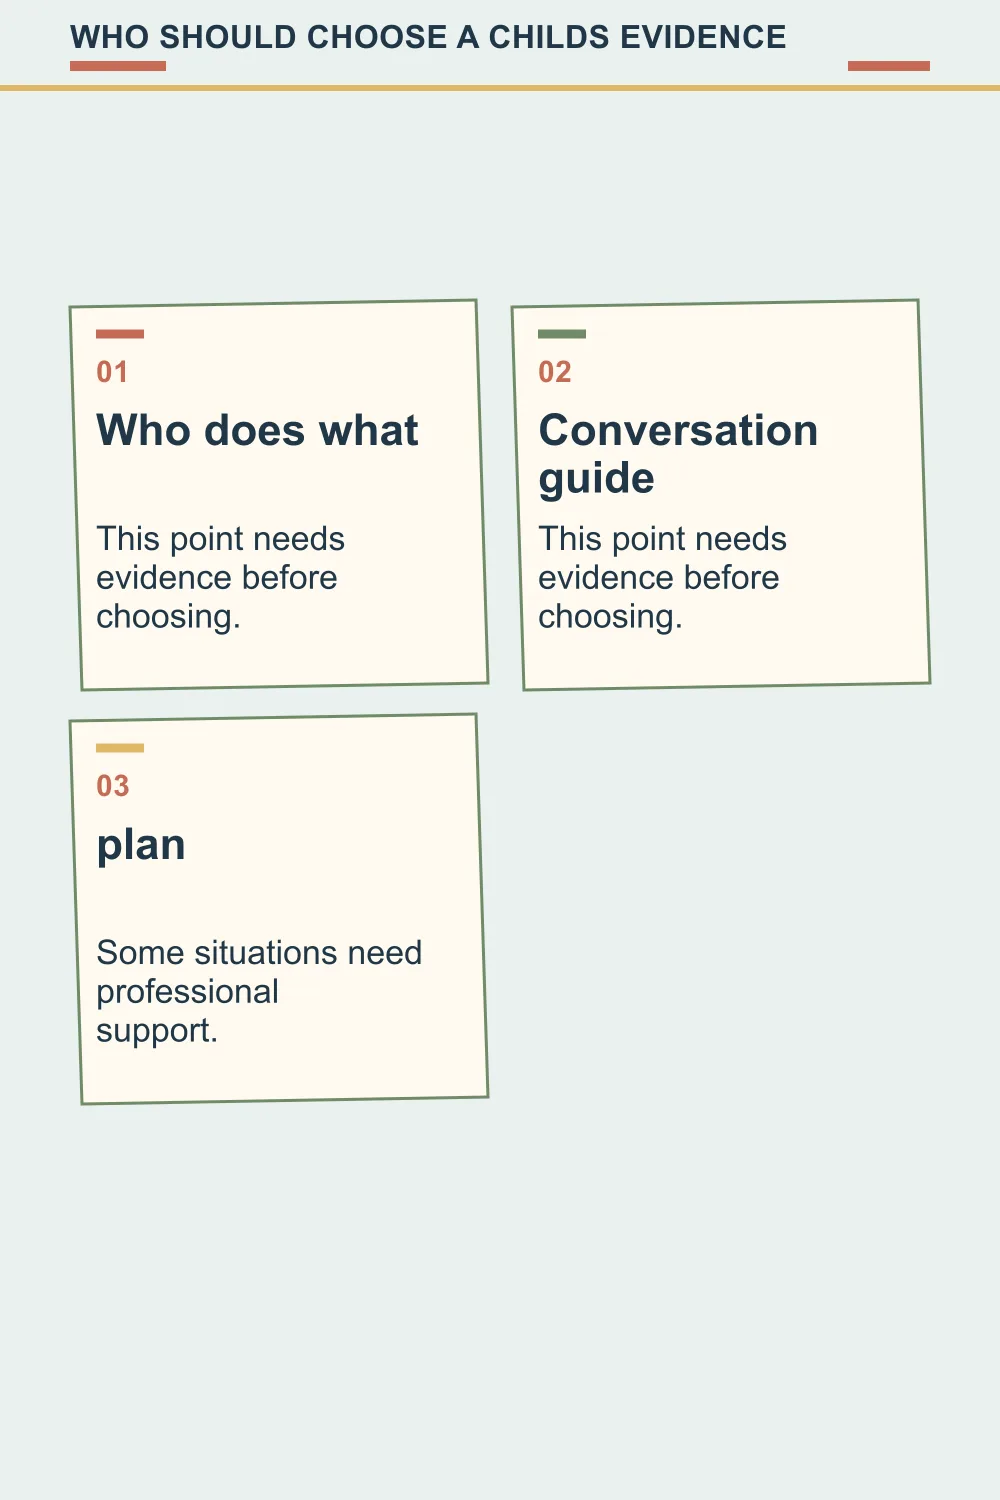 WHO SHOULD CHOOSE A CHILDS EVIDENCE
01
Who does what
This point needs
evidence before
choosing.
02
Conversation
guide
This point needs
evidence before
choosing.
03
plan
Some situations need
professional
support.